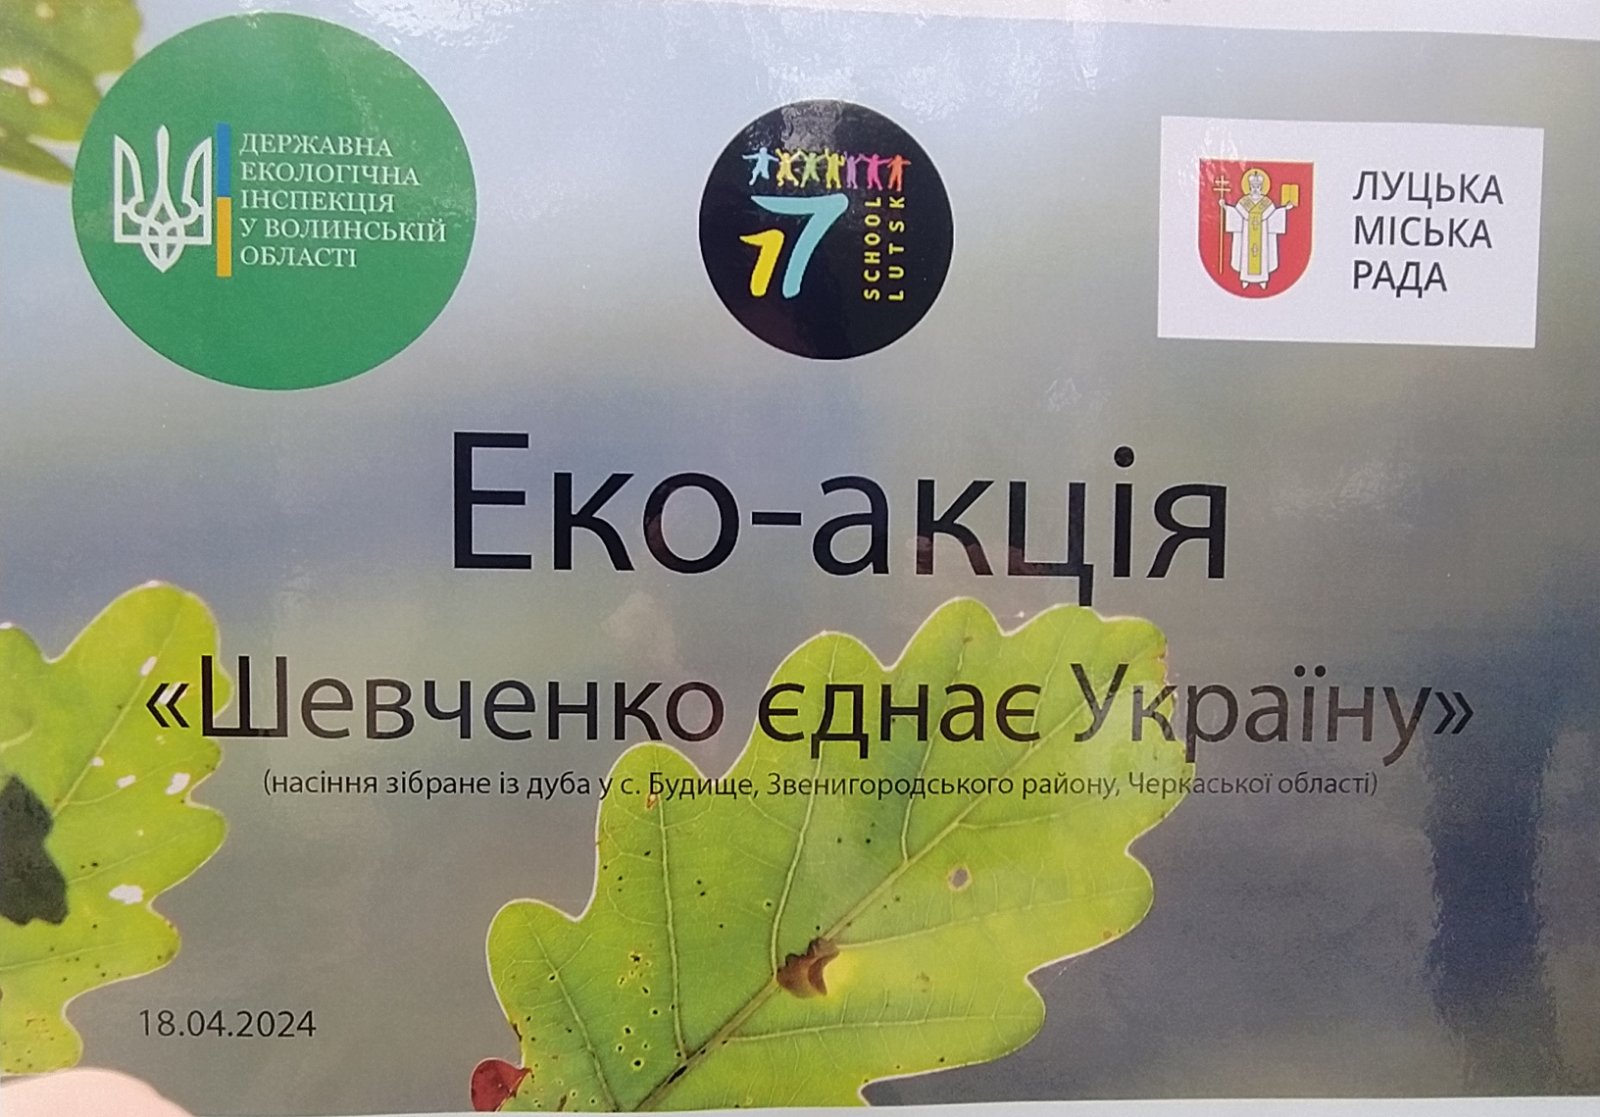 ДЕРЖАВНА
ЕКОЛОГІЧНА
ІНСПЕКЦІЯ
У ВОЛИНСЬКІЙ
ОБЛАСТІ
17
SCHOOL
LUTSK
ЛУЦЬКА
МІСЬКА
РАДА
Еко-акція
«Шевченко єднає Україну»
(насіння зібране із дуба у с. Будище, Звенигородського району, Черкаської області)
18.04.2024